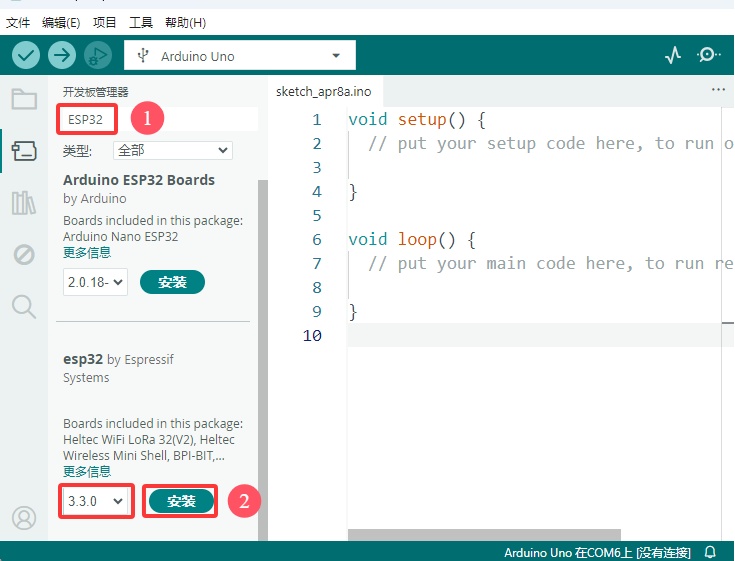 文件 编辑(E) 项目 工具 帮助(H)
Arduino Uno
开发板管理器
ESP32
1
类型: 全部
Arduino ESP32 Boards
by Arduino
Boards included in this package:
Arduino Nano ESP32
更多信息
2.0.18-
安装
esp32 by Espressif
Systems
Boards included in this package:
Heltec WiFi LoRa 32(V2), Heltec
Wireless Mini Shell, BPI-BIT,...
更多信息
3.3.0
安装
2
sketch_apr8a.ino
...
1 void setup() {
2 // put your setup code here, to run o
3
4 }
5
6 void loop() {
7 // put your main code here, to run re
8
9 }
10
Arduino Uno 在COM6上 [没有连接]